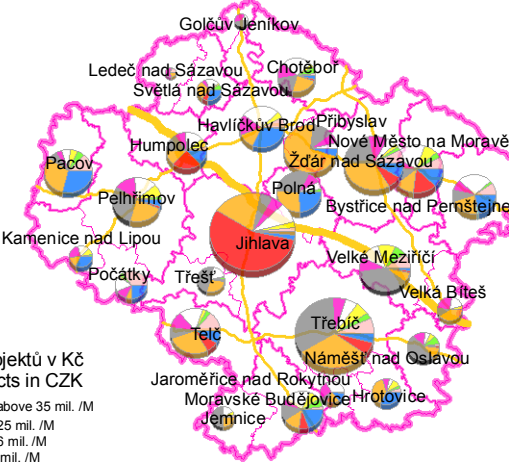 Golčův Jeníkov
Ledeč nad Sázavou
Chotěboř
Světlá nad Sázavou
Havlíčkův Brod
Přibyslav
Humpolec
Nové Město na Moravě
Pacov
Žďár nad Sázavou
Pelhřimov
Polná
Bystřice nad Pernštejne
Kamenice nad Lipou
Jihlava
Velké Meziříčí
Počátky
Třešť
Velká Bíteš
Telč
Třebíč
Náměšť nad Oslavou
ojektů v Kč
cts in CZK
Jaroměřice nad Rokytnou
above 35 mil. /M
Moravské Budějovice
Hrotovice
25 mil. /M
Jemnice
6 mil. /M
mil. /M